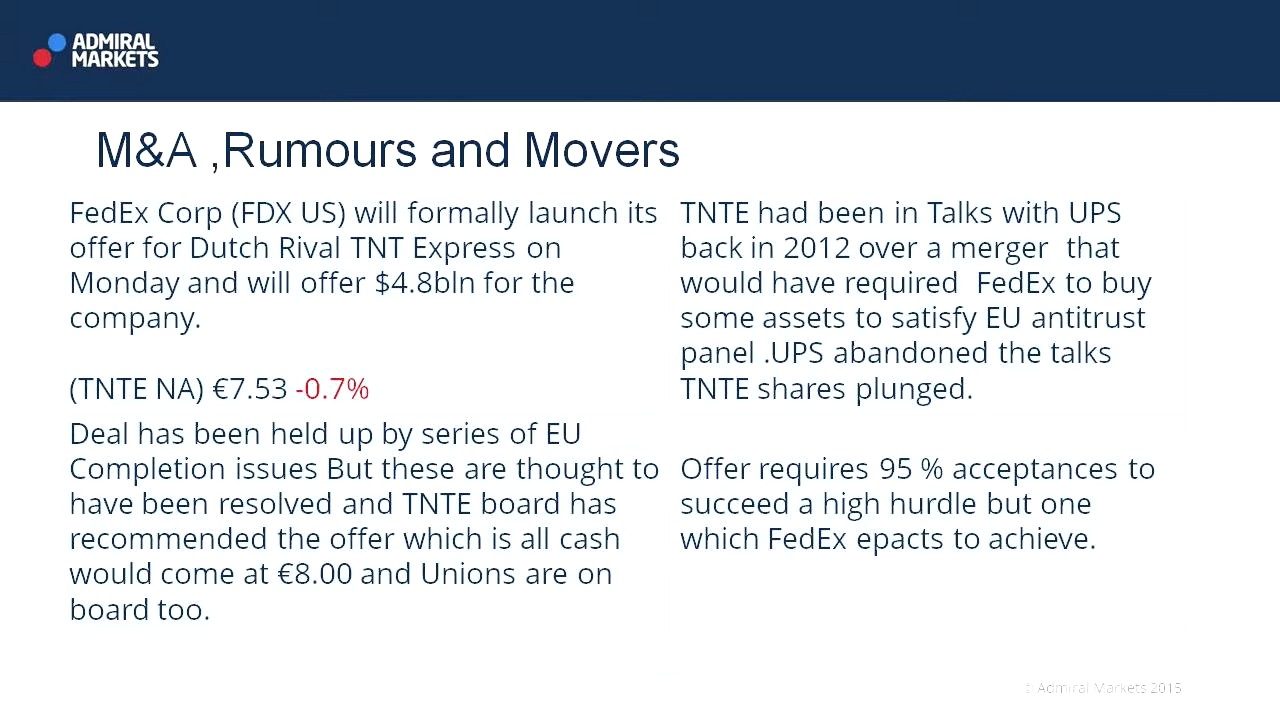 ADMIRAL
MARKETS
M&A ,Rumours and Movers
FedEx Corp (FDX US) will formally launch its
offer for Dutch Rival TNT Express on
Monday and will offer $4.8bln for the
company.
(TNTE NA) €7.53 -0.7%
Deal has been held up by series of EU
Completion issues But these are thought to
have been resolved and TNTE board has
recommended the offer which is all cash
would come at €8.00 and Unions are on
board too.
TNTE had been in Talks with UPS
back in 2012 over a merger  that
would have required  FedEx to buy
some assets to satisfy EU antitrust
panel .UPS abandoned the talks
TNTE shares plunged.
Offer requires 95 % acceptances to
succeed a high hurdle but one
which FedEx epacts to achieve.
© Admiral Markets 2015